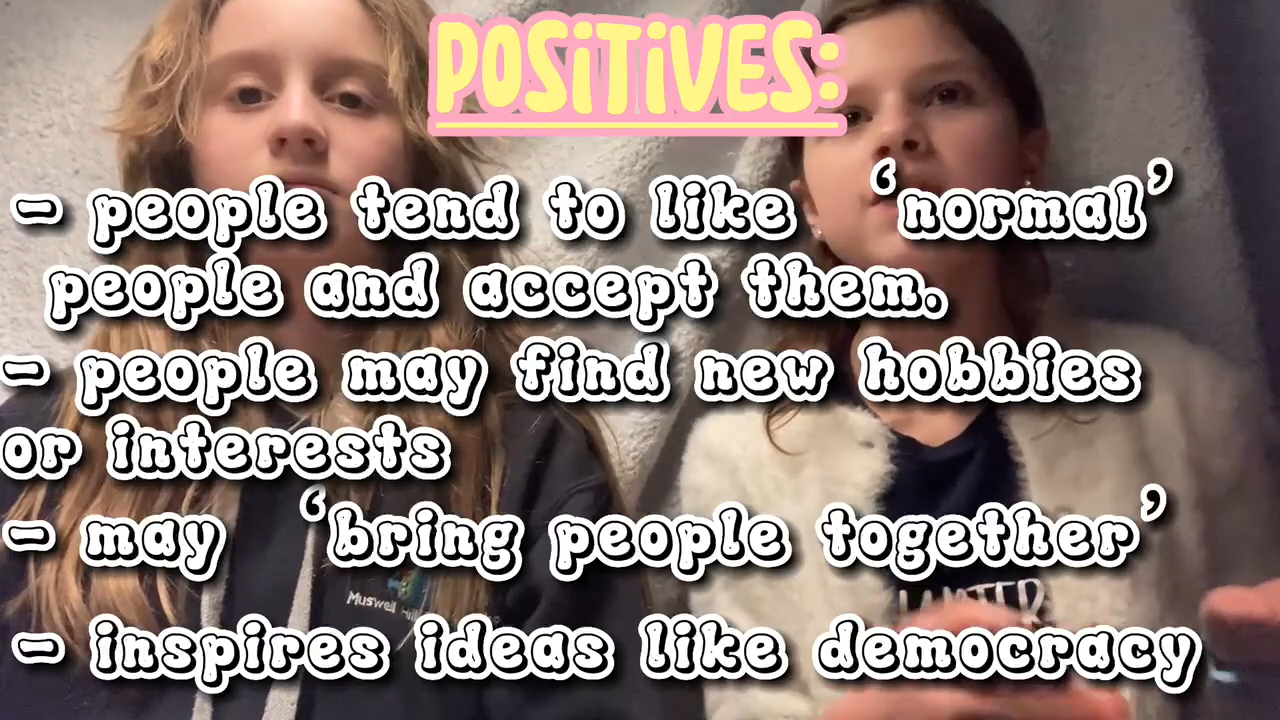 POSITIVES:
- people tend to like 'normal'
people and accept them.
- people may find new hobbies
or interests
- may 'bring people together'
Muswell Hill
- inspires ideas like democracy